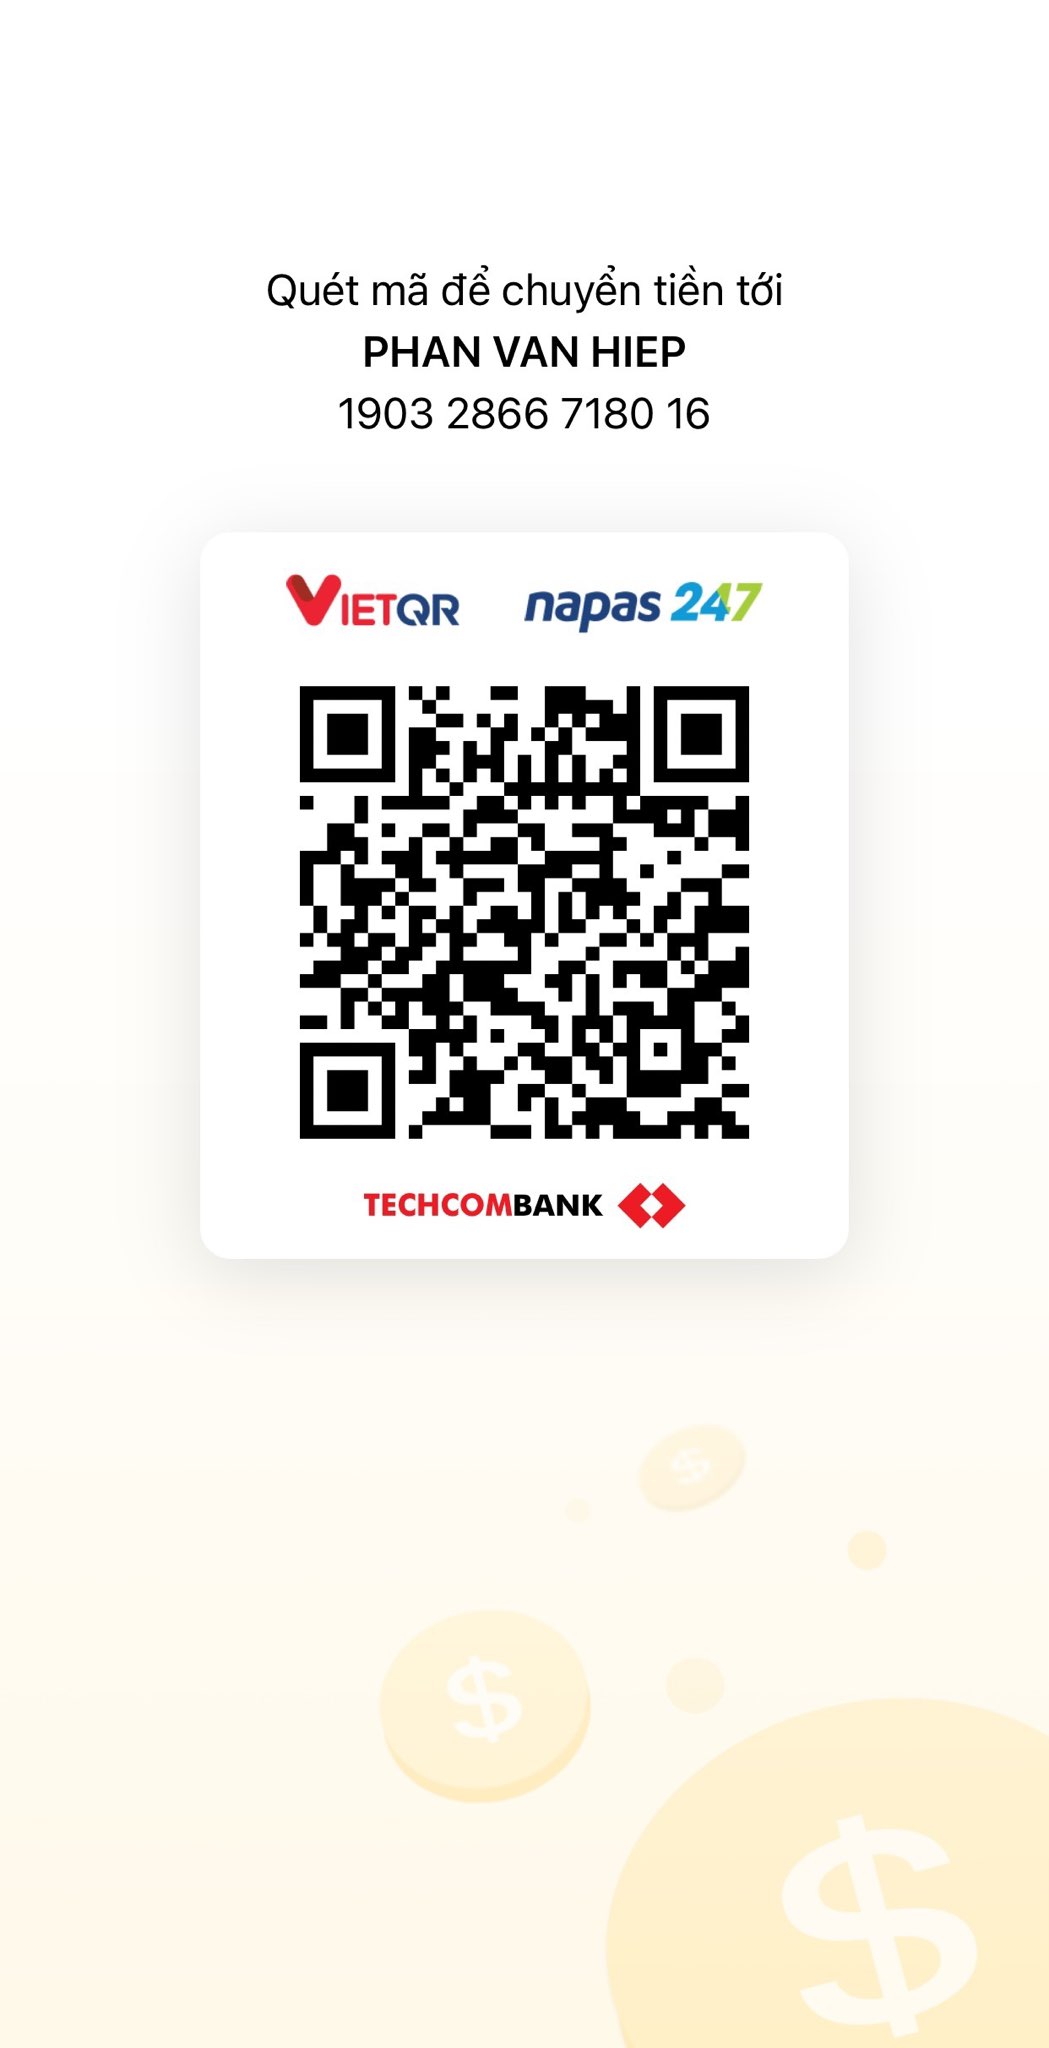 Quét mã để chuyển tiền tới
PHAN VAN HIEP
1903 2866 7180 16
VIETQR napas 247
TECHCOMBANK
$
$
$